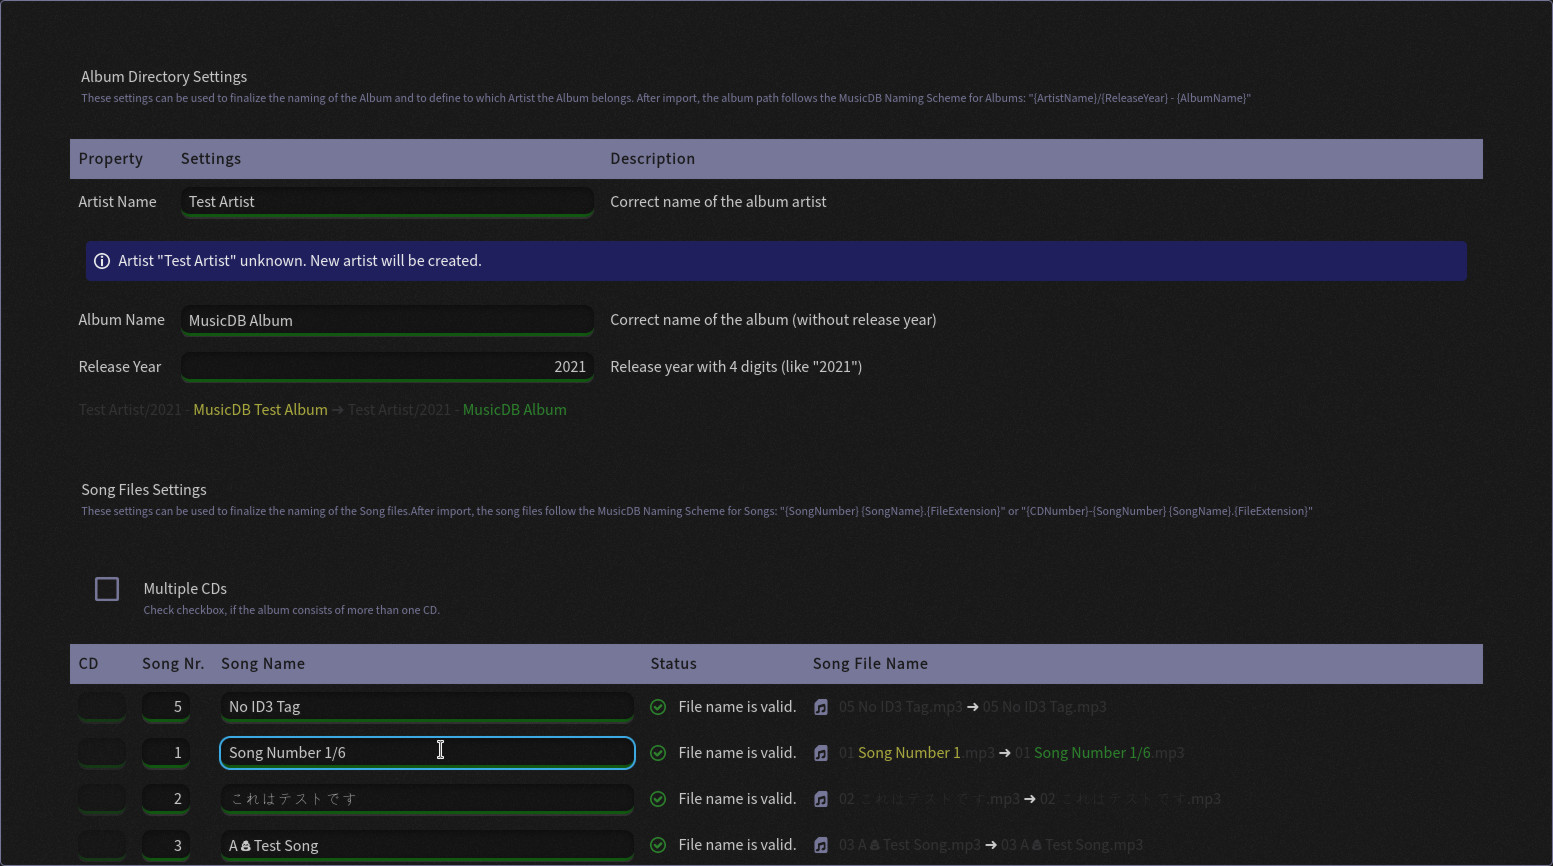 Album Directory Settings
These settings can be used to finalize the naming of the Album and to define to which Artist the Album belongs. After import, the album path follows the MusicDB Naming Scheme for Albums: "{ArtistName}/{ReleaseYear} - {AlbumName}"
Property Settings Description
Artist Name Test Artist Correct name of the album artist
Artist "Test Artist" unknown. New artist will be created.
Album Name MusicDB Album Correct name of the album (without release year)
Release Year 2021 Release year with 4 digits (like "2021")
Test Artist/2021 - MusicDB Test Album ➔ Test Artist/2021 - MusicDB Album
Song Files Settings
These settings can be used to finalize the naming of the Song files.After import, the song files follow the MusicDB Naming Scheme for Songs: "{SongNumber} {SongName}.{FileExtension}" or "{CDNumber}-{SongNumber} {SongName}.{FileExtension}"
Multiple CDs
Check checkbox, if the album consists of more than one CD.
CD Song Nr. Song Name Status Song File Name
5 No ID3 Tag File name is valid. 05 No ID3 Tag.mp3 ➔ 05 No ID3 Tag.mp3
1 Song Number 1/6 File name is valid. 01 Song Number 1.mp3 ➔ 01 Song Number 1/6.mp3
2 これはテストです File name is valid. 02 これはテストです.mp3 ➔ 02 これはテストです.mp3
3 A💩Test Song File name is valid. 03 A💩Test Song.mp3 ➔ 03 A💩Test Song.mp3